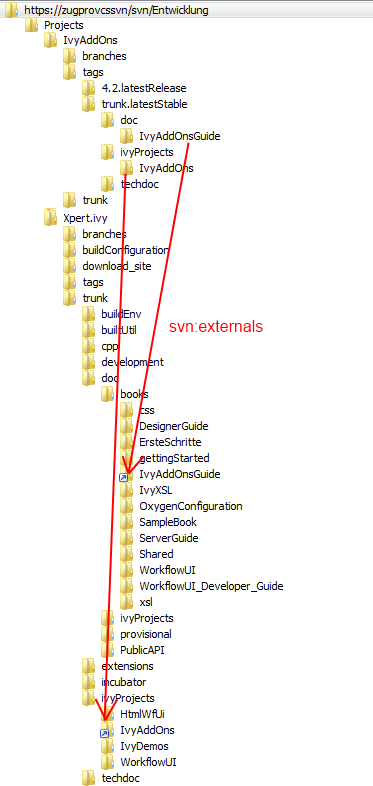 https://zugprovcssvn/svn/Entwicklung
Projects
IvyAddOns
branches
tags
4.2.latestRelease
trunk.latestStable
doc
IvyAddOnsGuide
ivyProjects
IvyAddOns
techdoc
trunk
Xpert.ivy
branches
buildConfiguration
download_site
tags
trunk
svn:externals
buildEnv
builtUtil
cpp
development
doc
books
css
DesignerGuide
ErsteSchritte
gettingStarted
IvyAddOnsGuide
IvyXSL
OxygenConfiguration
SampleBook
ServerGuide
Shared
WorkflowUI
WorkflowUI_Developer_Guide
xsl
ivyProjects
provisional
PublicAPI
extensions
incubator
ivyProjects
HtmlWfUi
IvyAddOns
IvyDemos
WorkflowUI
techdoc